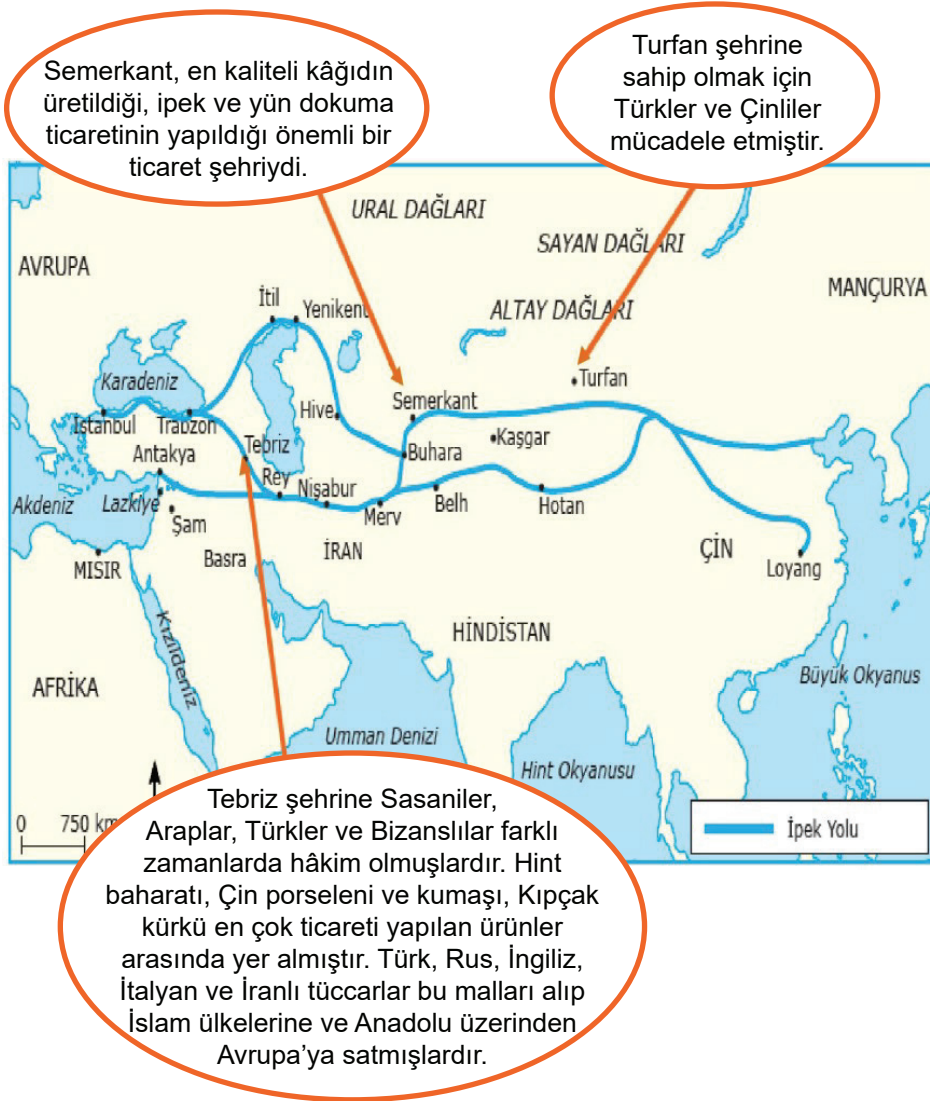 Semerkant, en kaliteli kâğıdın
üretildiği, ipek ve yün dokuma
ticaretinin yapıldığı önemli bir
ticaret şehriydi.
Turfan şehrine
sahip olmak için
Türkler ve Çinliler
mücadele etmiştir.
URAL DAĞLARI
SAYAN DAĞLARI
AVRUPA
MANÇURYA
ALTAY DAĞLARI
İtil
Yenikent
Karadeniz
Turfan
İstanbul
Trabzon
Hive
Semerkant
Kaşgar
Antakya
Tebriz
Buhara
Akdeniz
Lazkiye
Rey
Nişabur
Merv
Belh
Hotan
Şam
Basra
İRAN
ÇİN
MISIR
Loyang
Kızıldeniz
HİNDİSTAN
AFRİKA
Büyük Okyanus
Umman Denizi
Hint Okyanusu
0 750 km
İpek Yolu
Tebriz şehrine Sasaniler,
Araplar, Türkler ve Bizanslılar farklı
zamanlarda hâkim olmuşlardır. Hint
baharatı, Çin porseleni ve kumaşı, Kıpçak
kürkü en çok ticareti yapılan ürünler
arasında yer almıştır. Türk, Rus, İngiliz,
İtalyan ve İranlı tüccarlar bu malları alıp
İslam ülkelerine ve Anadolu üzerinden
Avrupa’ya satmışlardır.